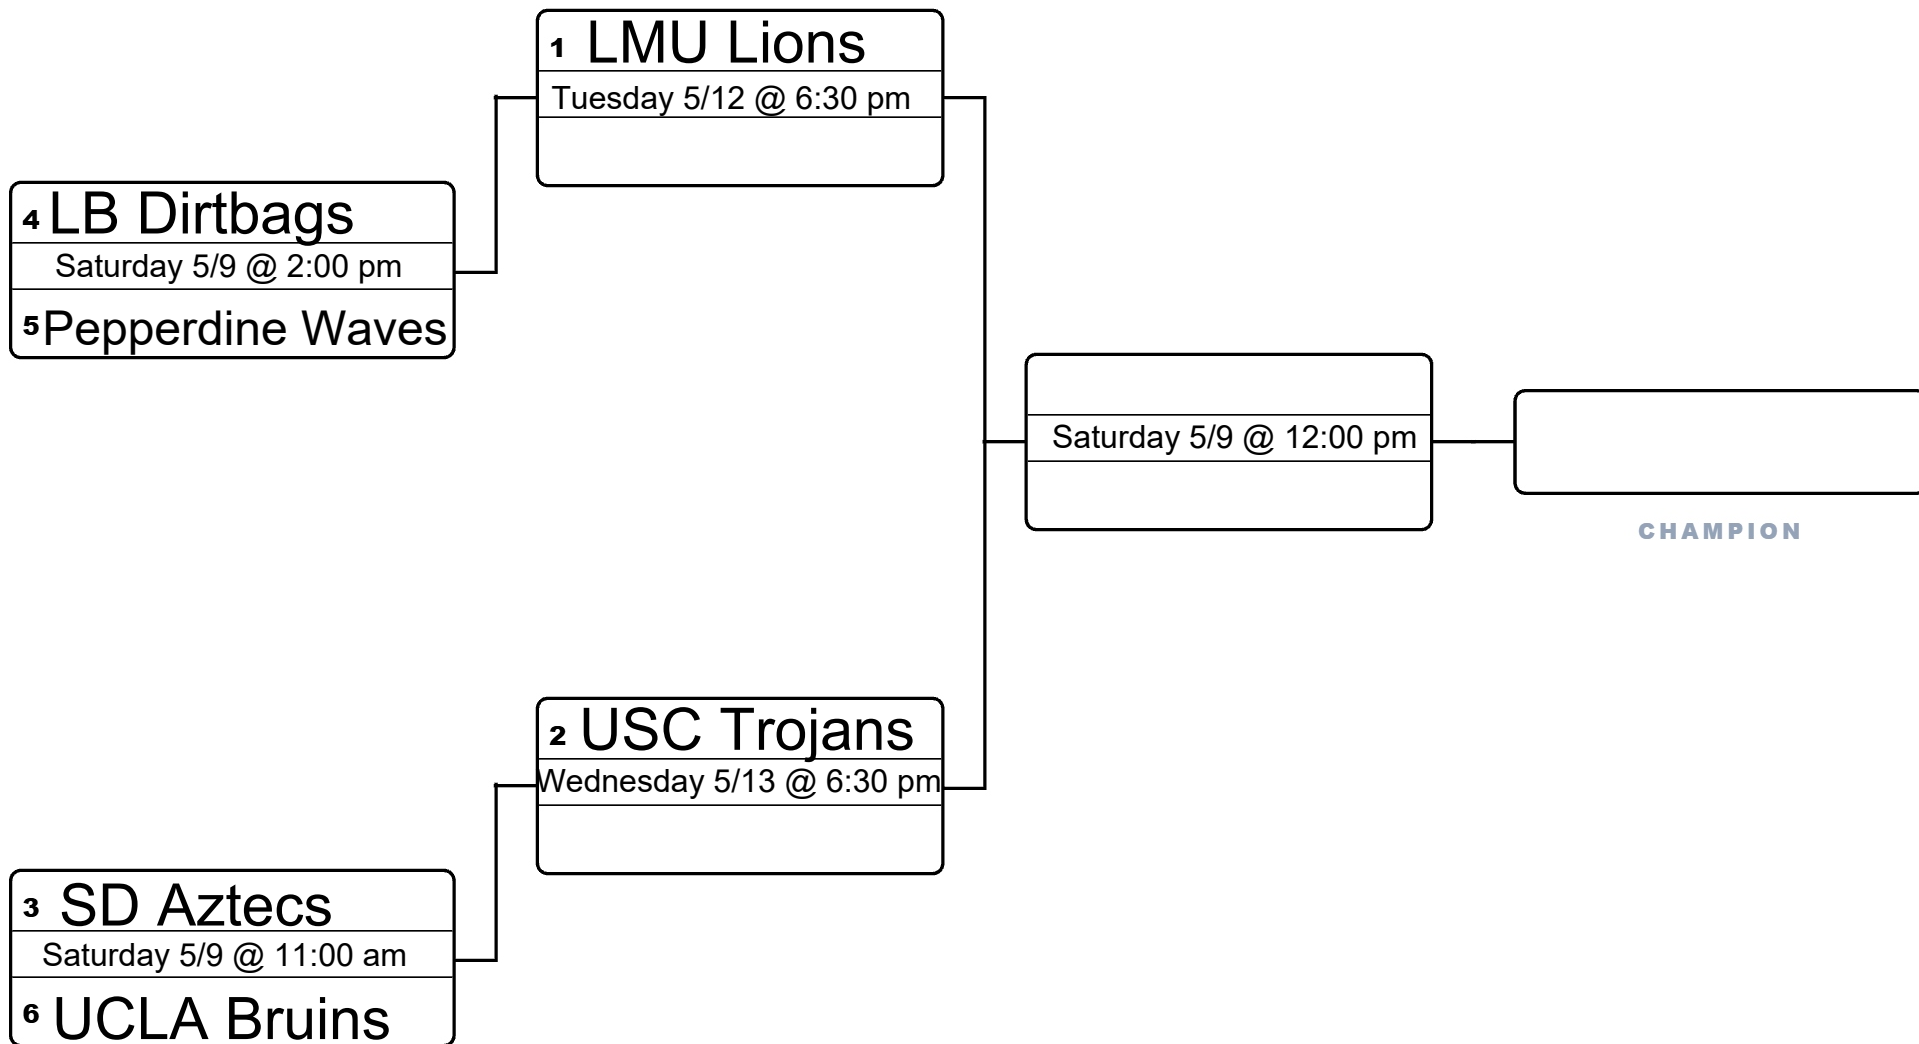 1 LMU Lions
Tuesday 5/12 @ 6:30 pm
4 LB Dirtbags
Saturday 5/9 @ 2:00 pm
5 Pepperdine Waves
Saturday 5/9 @ 12:00 pm
CHAMPION
2 USC Trojans
Wednesday 5/13 @ 6:30 pm
3 SD Aztecs
Saturday 5/9 @ 11:00 am
6 UCLA Bruins